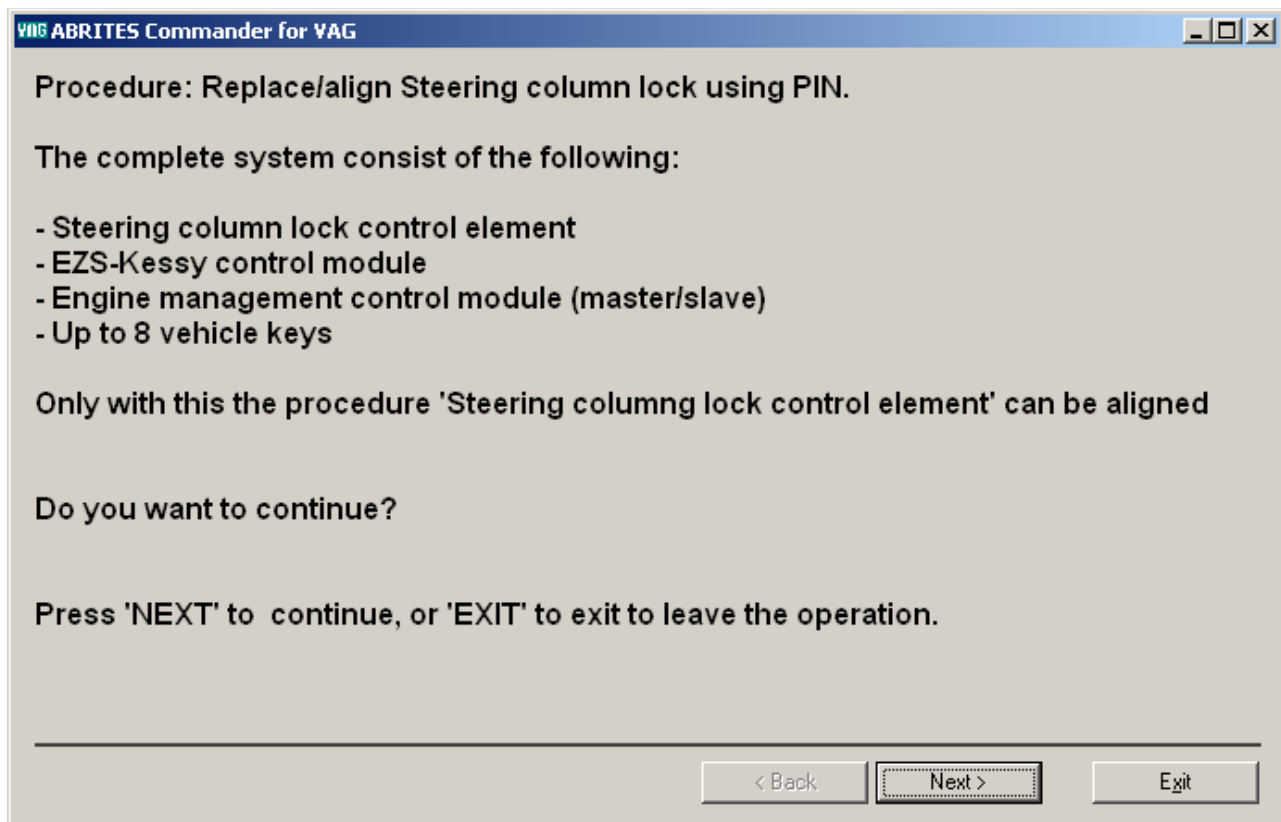 VAG ABRITES Commander for VAG
Procedure: Replace/align Steering column lock using PIN.
The complete system consist of the following:
- Steering column lock control element
- EZS-Kessy control module
- Engine management control module (master/slave)
- Up to 8 vehicle keys
Only with this the procedure 'Steering columng lock control element' can be aligned
Do you want to continue?
Press 'NEXT' to  continue, or 'EXIT' to exit to leave the operation.
< Back Next > Exit